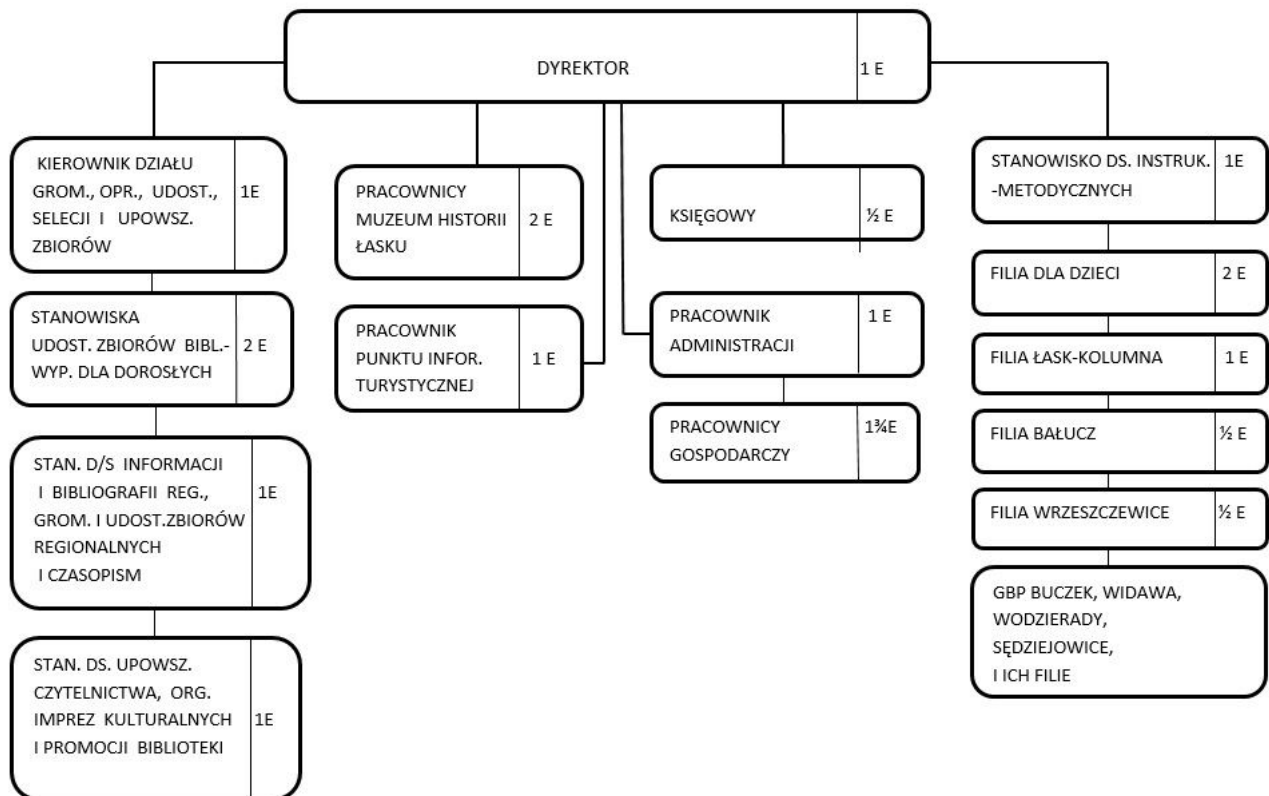 DYREKTOR 1 E
KIEROWNIK DZIAŁU
GROM., OPR., UDOST., 1E
SELECJI I UPOWSZ.
ZBIORÓW
STANOWISKA
UDOST. ZBIORÓW BIBL.- 2 E
WYP. DLA DOROSŁYCH
STAN. D/S INFORMACJI
I BIBLIOGRAFII REG., 1E
GROM. I UDOST.ZBIORÓW
REGIONALNYCH
I CZASOPISM
STAN. DS. UPOWSZ.
CZYTELNICTWA, ORG.
IMPREZ KULTURALNYCH 1E
I PROMOCJI BIBLIOTEKI
PRACOWNICY
MUZEUM HISTORII 2 E
ŁASKU
PRACOWNIK
PUNKTU INFOR. 1 E
TURYSTYCZNEJ
KSIĘGOWY ½ E
PRACOWNIK 1 E
ADMINISTRACJI
PRACOWNICY 1¾E
GOSPODARCZY
STANOWISKO DS. INSTRUK. 1E
-METODYCZNYCH
FILIA DLA DZIECI 2 E
FILIA ŁASK-KOLUMNA 1 E
FILIA BAŁUCZ ½ E
FILIA WRZESZCZEWICE ½ E
GBP BUCZEK, WIDAWA,
WODZIERADY,
SĘDZIEJOWICE,
I ICH FILIE